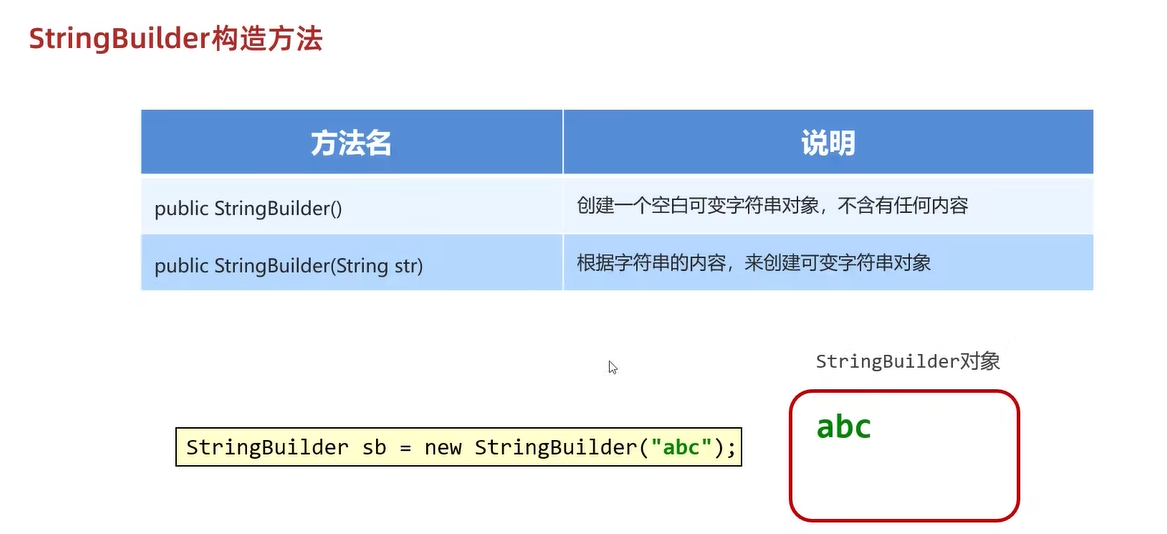 StringBuilder构造方法
方法名 说明
public StringBuilder() 创建一个空白可变字符串对象，不含有任何内容
public StringBuilder(String str) 根据字符串的内容，来创建可变字符串对象
StringBuilder对象
abc
StringBuilder sb = new StringBuilder("abc");